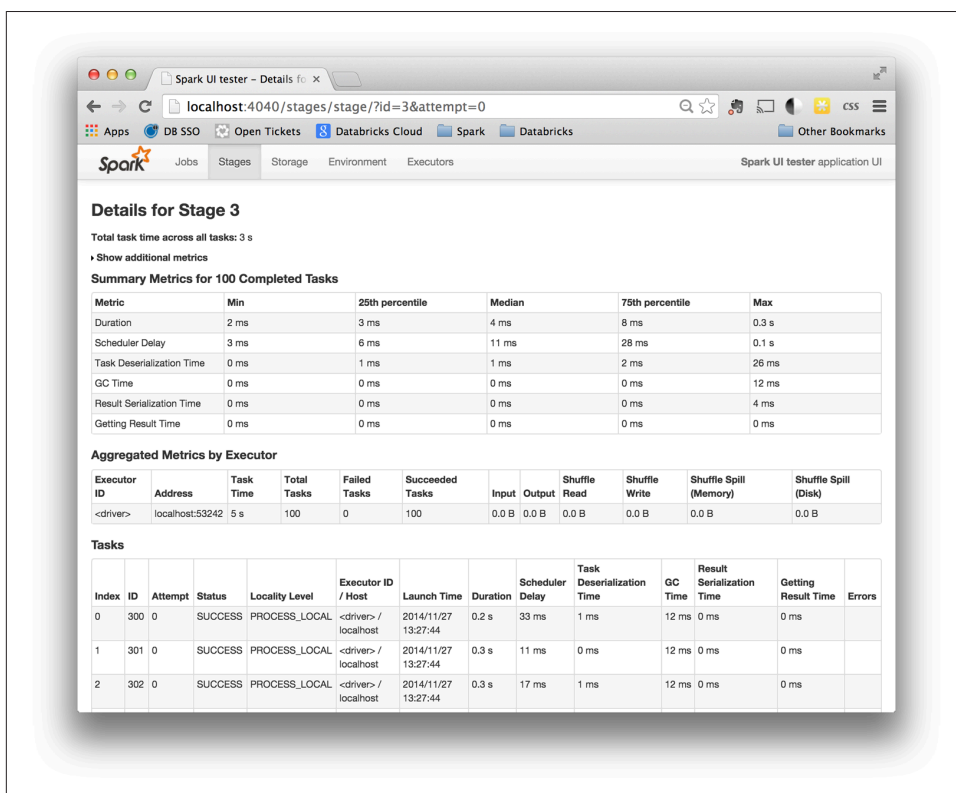 Spark UI tester – Details fo ×
localhost:4040/stages/stage/?id=3&attempt=0
Apps DB SSO Open Tickets 8 Databricks Cloud Spark Databricks Other Bookmarks
css
Spark Jobs Stages Storage Environment Executors Spark UI tester application UI
Details for Stage 3
Total task time across all tasks: 3 s
Show additional metrics
Summary Metrics for 100 Completed Tasks
Metric Min 25th percentile Median 75th percentile Max
Duration 2 ms 3 ms 4 ms 8 ms 0.3 s
Scheduler Delay 3 ms 6 ms 11 ms 28 ms 0.1 s
Task Deserialization Time 0 ms 1 ms 1 ms 2 ms 26 ms
GC Time 0 ms 0 ms 0 ms 0 ms 12 ms
Result Serialization Time 0 ms 0 ms 0 ms 0 ms 4 ms
Getting Result Time 0 ms 0 ms 0 ms 0 ms 0 ms
Aggregated Metrics by Executor
Executor ID Address Task Time Total Tasks Failed Tasks Succeeded Tasks Input Output Shuffle Read Shuffle Write Shuffle Spill (Memory) Shuffle Spill (Disk)
<driver> localhost:53242 5 s 100 0 100 0.0 B 0.0 B 0.0 B 0.0 B 0.0 B 0.0 B
Tasks
Index ID Attempt Status Locality Level Executor ID / Host Launch Time Duration Scheduler Delay Task Deserialization Time GC Time Result Serialization Time Getting Result Time Errors
0 300 0 SUCCESS PROCESS_LOCAL <driver> / localhost 2014/11/27 13:27:44 0.2 s 33 ms 1 ms 12 ms 0 ms 0 ms
1 301 0 SUCCESS PROCESS_LOCAL <driver> / localhost 2014/11/27 13:27:44 0.3 s 11 ms 0 ms 12 ms 0 ms 0 ms
2 302 0 SUCCESS PROCESS_LOCAL <driver> / localhost 2014/11/27 13:27:44 0.3 s 17 ms 1 ms 12 ms 0 ms 0 ms